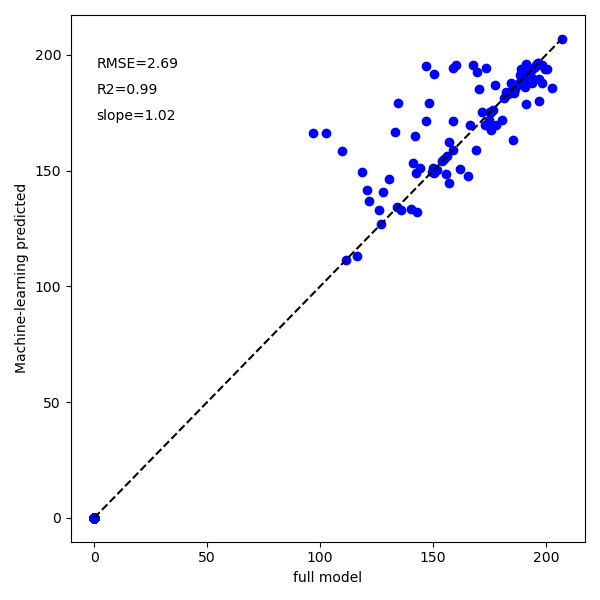 RMSE=2.69
R2=0.99
slope=1.02
200
150
100
50
0
Machine-learning predicted
0 50 100 150 200
full model